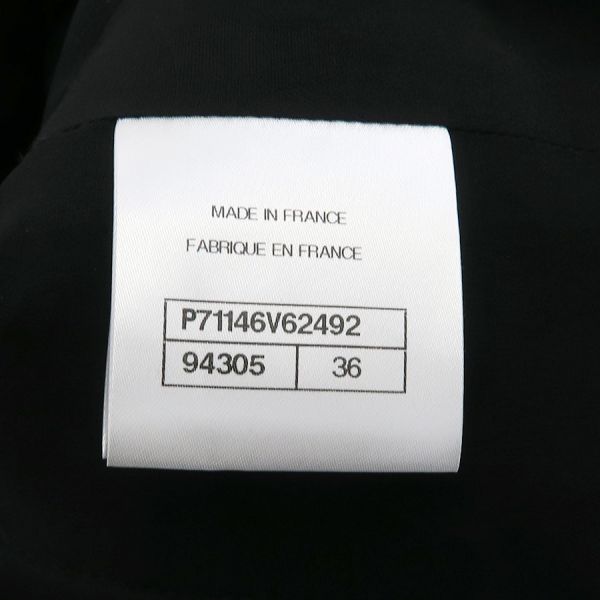 MADE IN FRANCE
FABRIQUE EN FRANCE
P71146V62492
94305 36